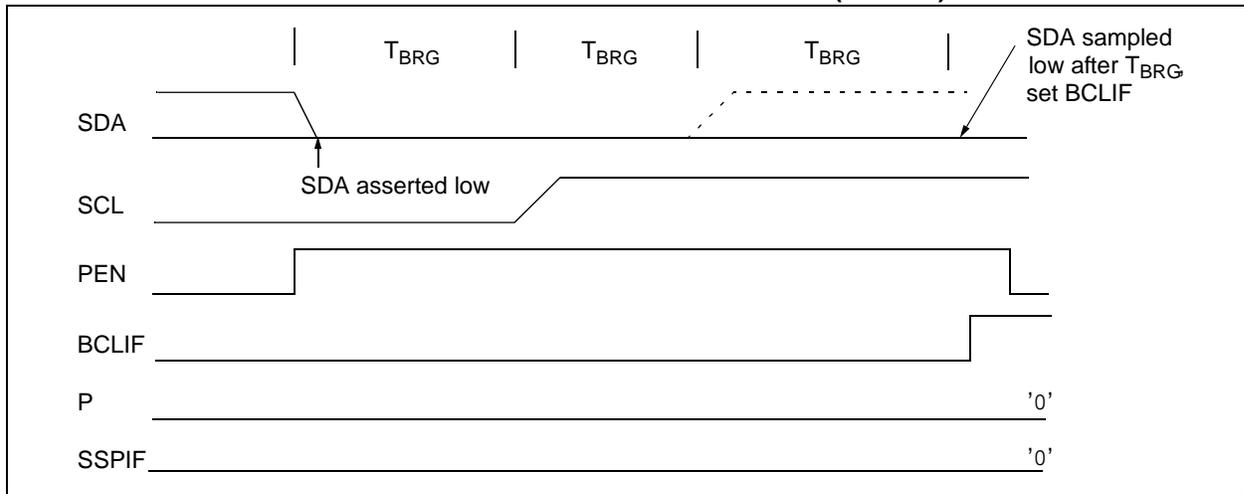 TBRG TBRG TBRG
SDA sampled
low after TBRG,
set BCLIF
SDA
SDA asserted low
SCL
PEN
BCLIF
P '0'
SSPIF '0'